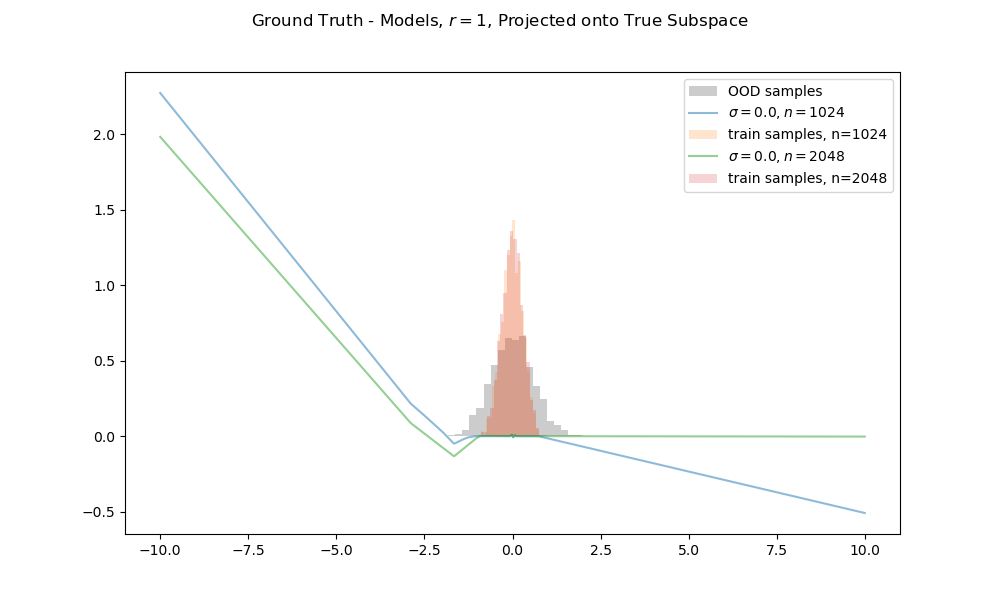 Ground Truth - Models, r = 1, Projected onto True Subspace
OOD samples
σ = 0.0, n = 1024
train samples, n=1024
σ = 0.0, n = 2048
train samples, n=2048
2.0
1.5
1.0
0.5
0.0
−0.5
−10.0 −7.5 −5.0 −2.5 0.0 2.5 5.0 7.5 10.0